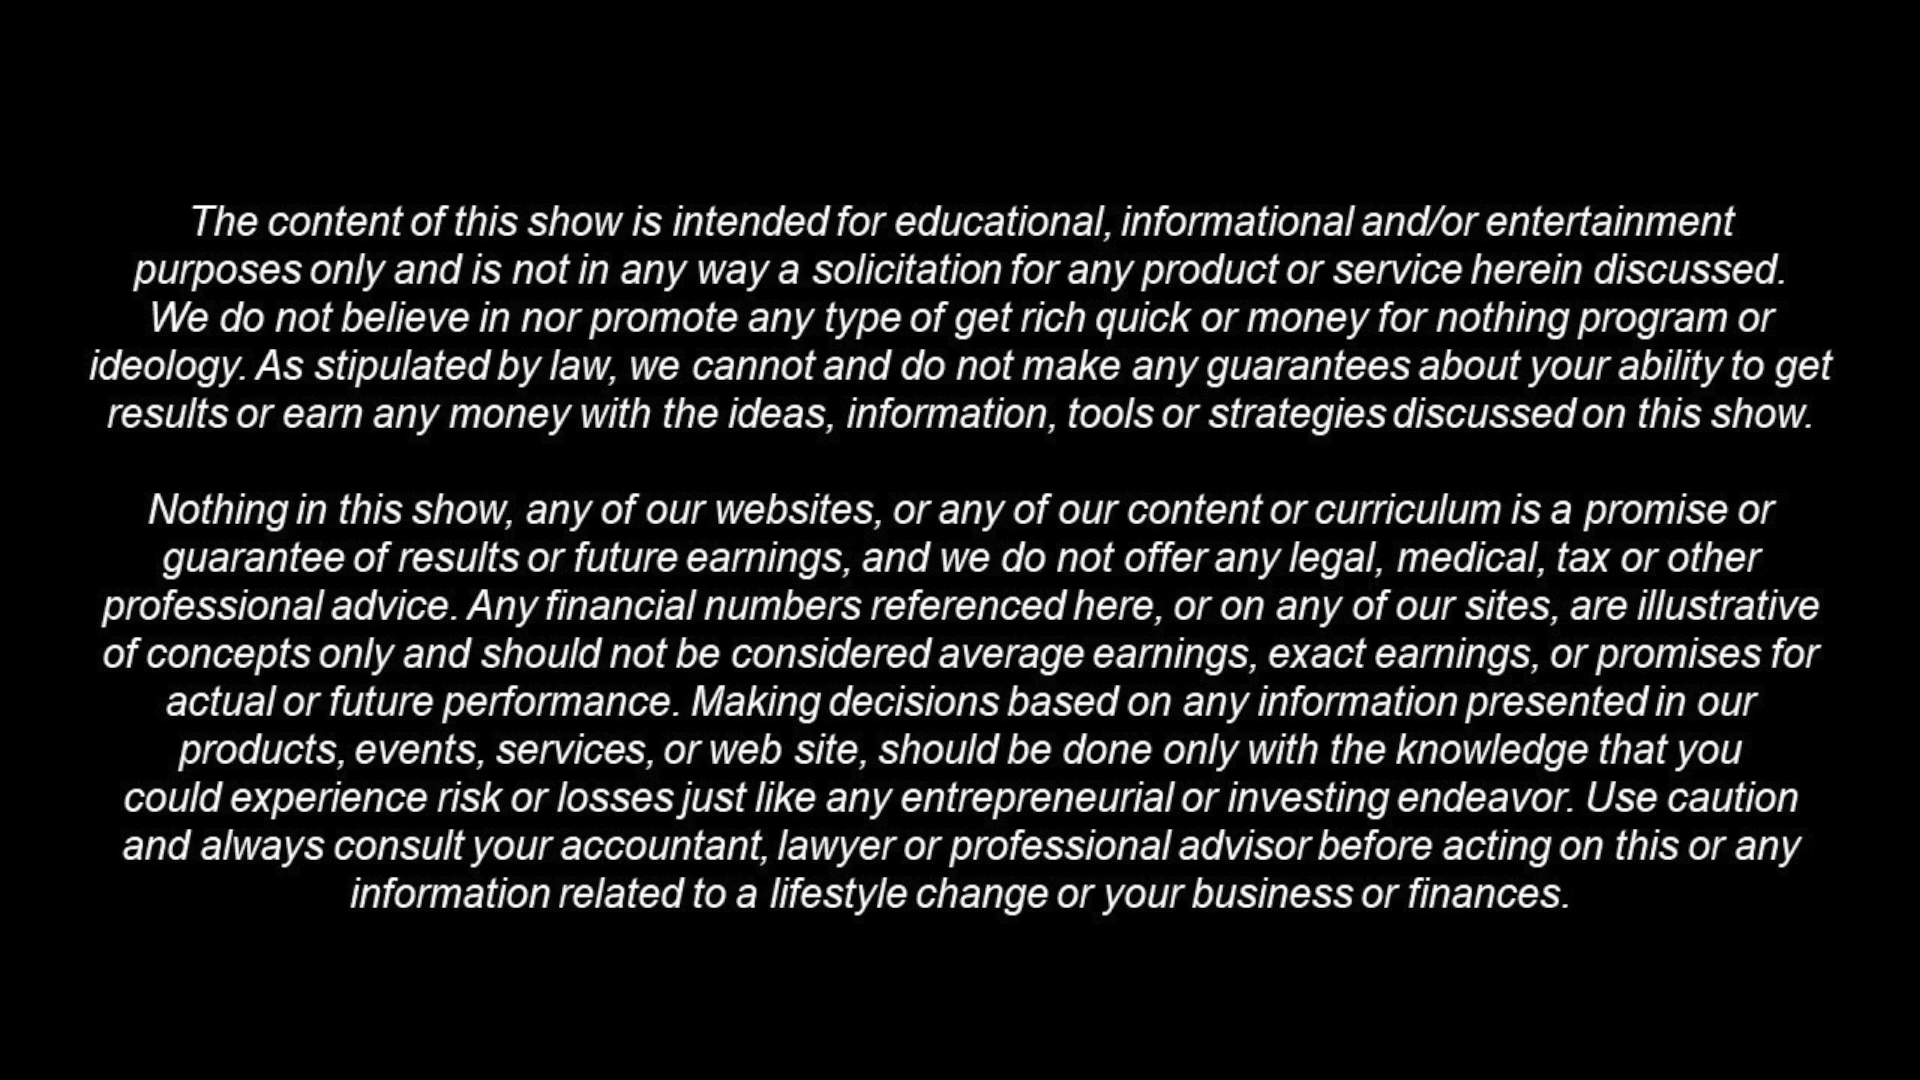 The content of this show is intended for educational, informational and/or entertainment
purposes only and is not in any way a solicitation for any product or service herein discussed.
We do not believe in nor promote any type of get rich quick or money for nothing program or
ideology. As stipulated by law, we cannot and do not make any guarantees about your ability to get
results or earn any money with the ideas, information, tools or strategies discussed on this show.
Nothing in this show, any of our websites, or any of our content or curriculum is a promise or
guarantee of results or future earnings, and we do not offer any legal, medical, tax or other
professional advice. Any financial numbers referenced here, or on any of our sites, are illustrative
of concepts only and should not be considered average earnings, exact earnings, or promises for
actual or future performance. Making decisions based on any information presented in our
products, events, services, or web site, should be done only with the knowledge that you
could experience risk or losses just like any entrepreneurial or investing endeavor. Use caution
and always consult your accountant, lawyer or professional advisor before acting on this or any
information related to a lifestyle change or your business or finances.